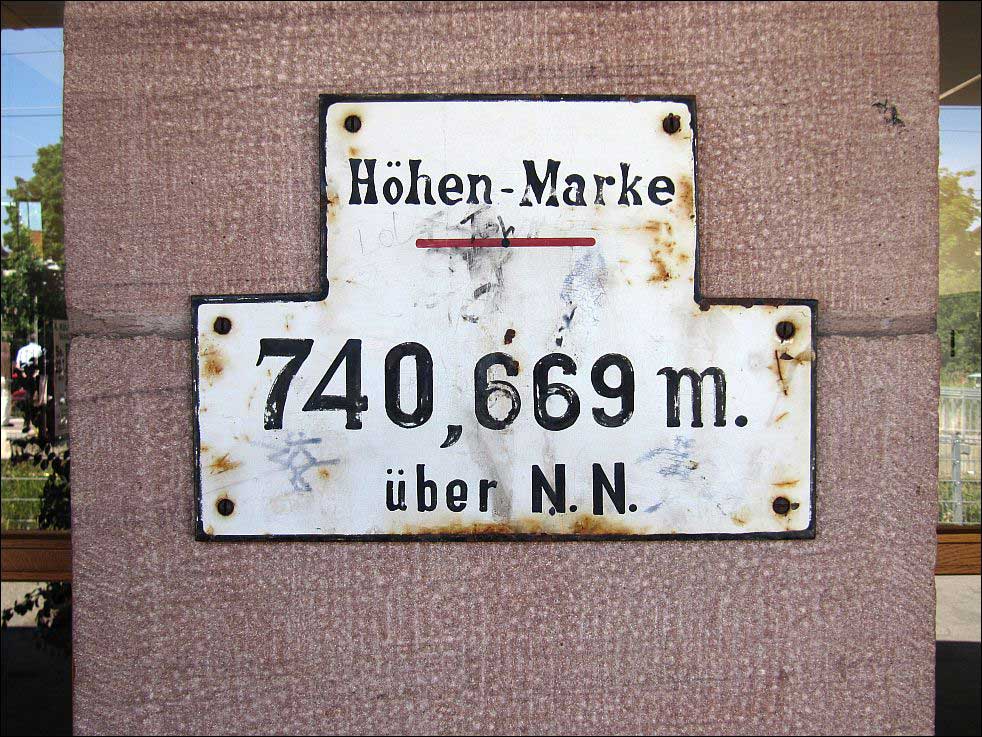 Höhen-Marke
740,669 m.
über N.N.